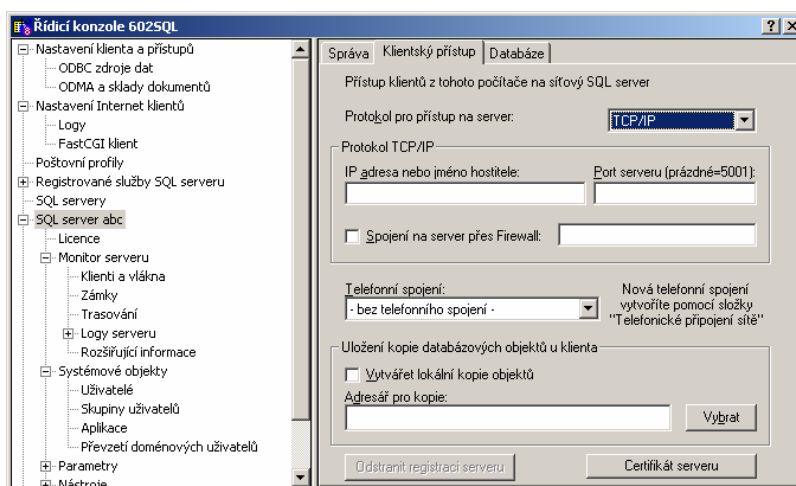 Řídicí konzole 602SQL
Nastavení klienta a přístupů
ODBC zdroje dat
ODMA a sklady dokumentů
Nastavení Internet klientů
Logy
FastCGI klient
Poštovní profily
Registrované služby SQL serveru
SQL servery
SQL server abc
Licence
Monitor serveru
Klienti a vlákna
Zámky
Trasování
Logy serveru
Rozšiřující informace
Systémové objekty
Uživatelé
Skupiny uživatelů
Aplikace
Převzetí doménových uživatelů
Parametry
Nástroje
Správa Klientský přístup Databáze
Přístup klientů z tohoto počítače na síťový SQL server
Protokol pro přístup na server: TCP/IP
Protokol TCP/IP
IP adresa nebo jméno hostitele: Port serveru (prázdné=5001):
Spojení na server přes Firewall:
Telefonní spojení:
- bez telefonního spojení -
Nová telefonní spojení
vytvoříte pomocí složky
"Telefonické připojení sítě"
Uložení kopie databázových objektů u klienta
Vytvářet lokální kopie objektů
Adresář pro kopie:
Vybrat
Odstranit registraci serveru Certifikát serveru